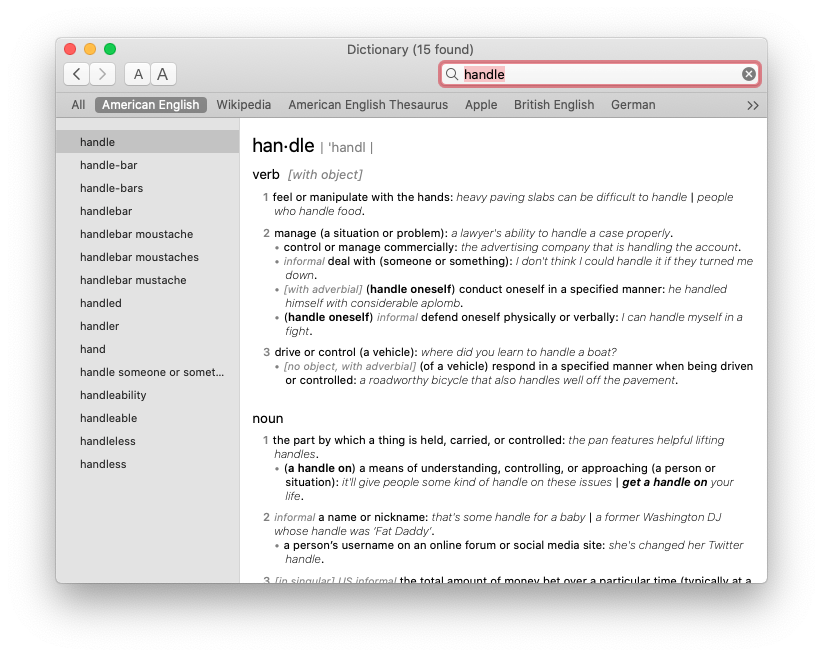 Dictionary (15 found)
A A
handle
All American English Wikipedia American English Thesaurus Apple British English German >>
handle
handle-bar
handle-bars
handlebar
handlebar moustache
handlebar moustaches
handlebar mustache
handled
handler
hand
handle someone or somet...
handleability
handleable
handleless
handless
han·dle | ˈhandl |
verb [with object]
1 feel or manipulate with the hands: heavy paving slabs can be difficult to handle | people
who handle food.
2 manage (a situation or problem): a lawyer's ability to handle a case properly.
• control or manage commercially: the advertising company that is handling the account.
• informal deal with (someone or something): I don't think I could handle it if they turned me
down.
• [with adverbial] (handle oneself) conduct oneself in a specified manner: he handled
himself with considerable aplomb.
• (handle oneself) informal defend oneself physically or verbally: I can handle myself in a
fight.
3 drive or control (a vehicle): where did you learn to handle a boat?
• [no object, with adverbial] (of a vehicle) respond in a specified manner when being driven
or controlled: a roadworthy bicycle that also handles well off the pavement.
noun
1 the part by which a thing is held, carried, or controlled: the pan features helpful lifting
handles.
• (a handle on) a means of understanding, controlling, or approaching (a person or
situation): it'll give people some kind of handle on these issues | get a handle on your
life.
2 informal a name or nickname: that's some handle for a baby | a former Washington DJ
whose handle was ‘Fat Daddy’.
• a person's username on an online forum or social media site: she's changed her Twitter
handle.
3 [in singular] US informal the total amount of money bet over a particular time (typically at a